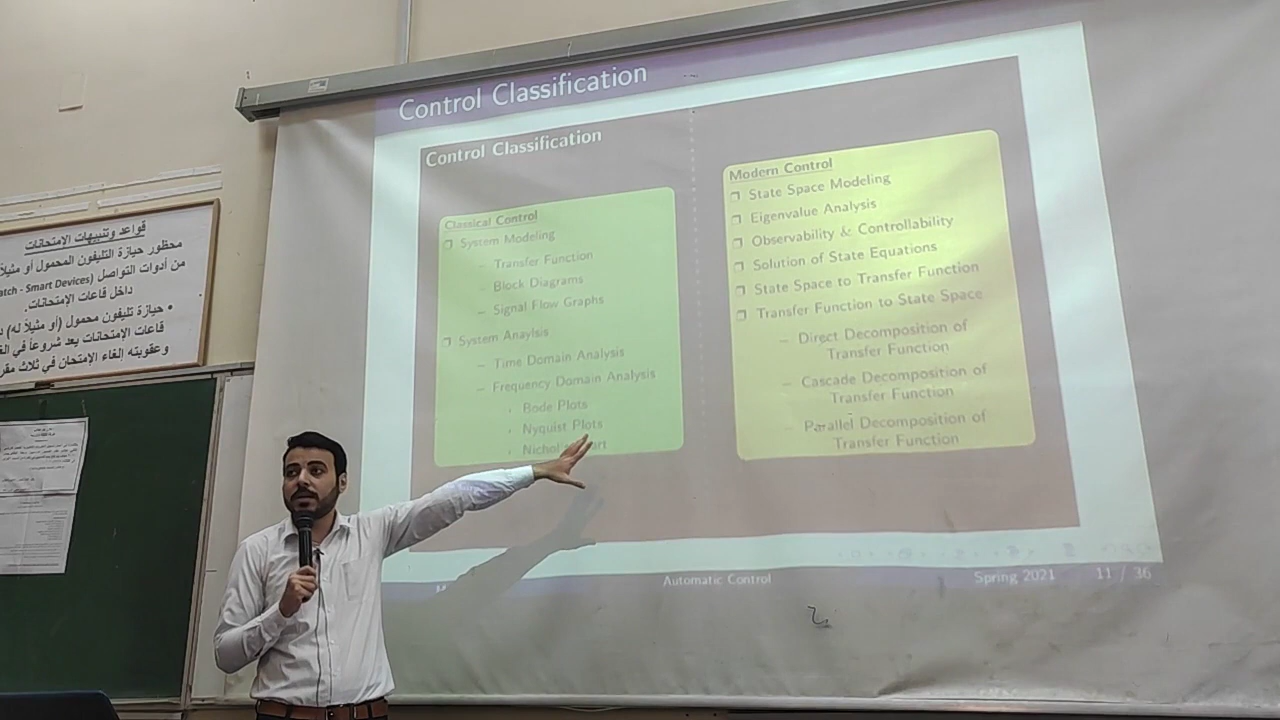 Control Classification
Control Classification
Classical Control
System Modeling
– Transfer Function
– Block Diagrams
– Signal Flow Graphs
System Anaylsis
– Time Domain Analysis
– Frequency Domain Analysis
Bode Plots
Nyquist Plots
Modern Control
State Space Modeling
Eigenvalue Analysis
Observability & Controllability
Solution of State Equations
State Space to Transfer Function
Transfer Function to State Space
– Direct Decomposition of
Transfer Function
– Cascade Decomposition of
Transfer Function
– Parallel Decomposition of
Transfer Function
Automatic Control
Spring 2021
11 / 36
قواعد وتنبيهات الامتحانات
محظور حيازة التليفون المحمول أو
من أدوات التواصل (Smart Devices -
داخل قاعات الإمتحانات.
• حيازة تليفون محمول (أو مثيلاً له)
قاعات الإمتحانات يعد شروعاً في
وعقوبته إلغاء الإمتحان في ثلاث